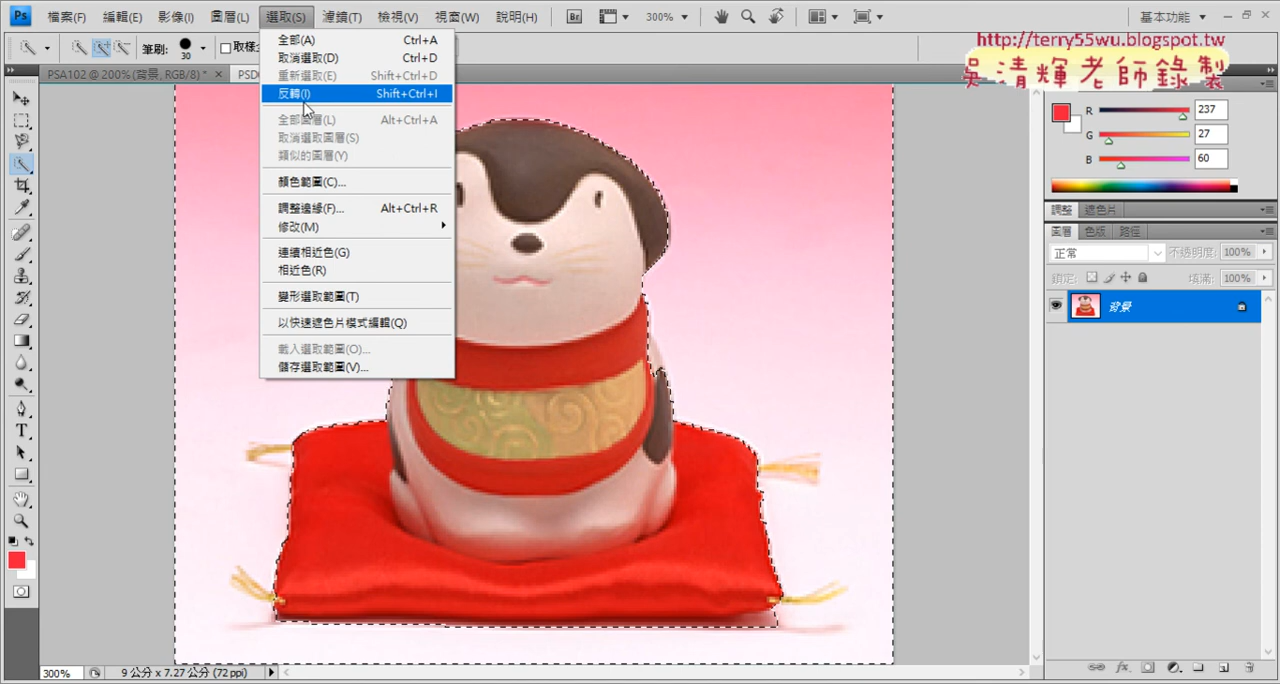 Ps 檔案(F) 編輯(E) 影像(I) 圖層(L) 選取(S) 濾鏡(T) 檢視(V) 視窗(W) 說明(H) Br 300% 基本功能
筆刷: 30
http://terry55wu.blogspot.tw
吳清輝老師錄製
PSA102 @ 200%(背景, RGB/8) * ×
全部(A) Ctrl+A
取消選取(D) Ctrl+D
重新選取(E) Shift+Ctrl+D
反轉(I) Shift+Ctrl+I
全部圖層(L) Alt+Ctrl+A
取消選取圖層(S)
類似的圖層(Y)
顏色範圍(C)...
調整邊緣(F)... Alt+Ctrl+R
修改(M)
連續相近色(G)
相近色(R)
變形選取範圍(T)
以快速遮色片模式編輯(Q)
載入選取範圍(O)...
儲存選取範圍(V)...
R 237
G 27
B 60
調整 遮色片
圖層 色版 路徑
正常 不透明度: 100%
鎖定: 填滿: 100%
背景
300% 9 公分 x 7.27 公分 (72 ppi)